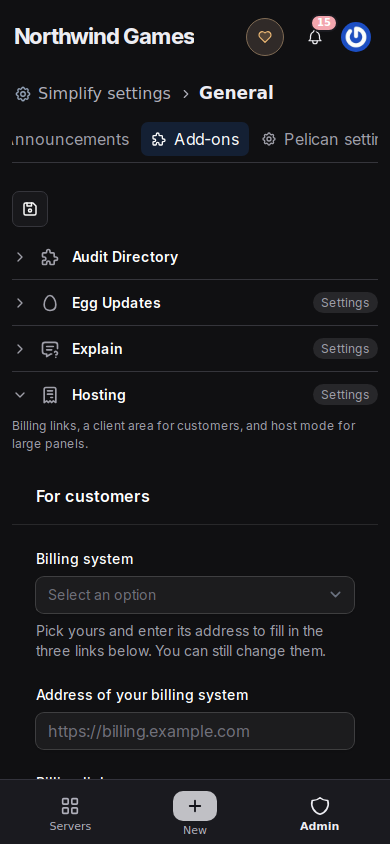 Northwind Games
15
Simplify settings > General
Announcements Add-ons Pelican settin
Audit Directory
Egg Updates Settings
Explain Settings
Hosting Settings
Billing links, a client area for customers, and host mode for
large panels.
For customers
Billing system
Select an option
Pick yours and enter its address to fill in the
three links below. You can still change them.
Address of your billing system
https://billing.example.com
Servers
New
Admin